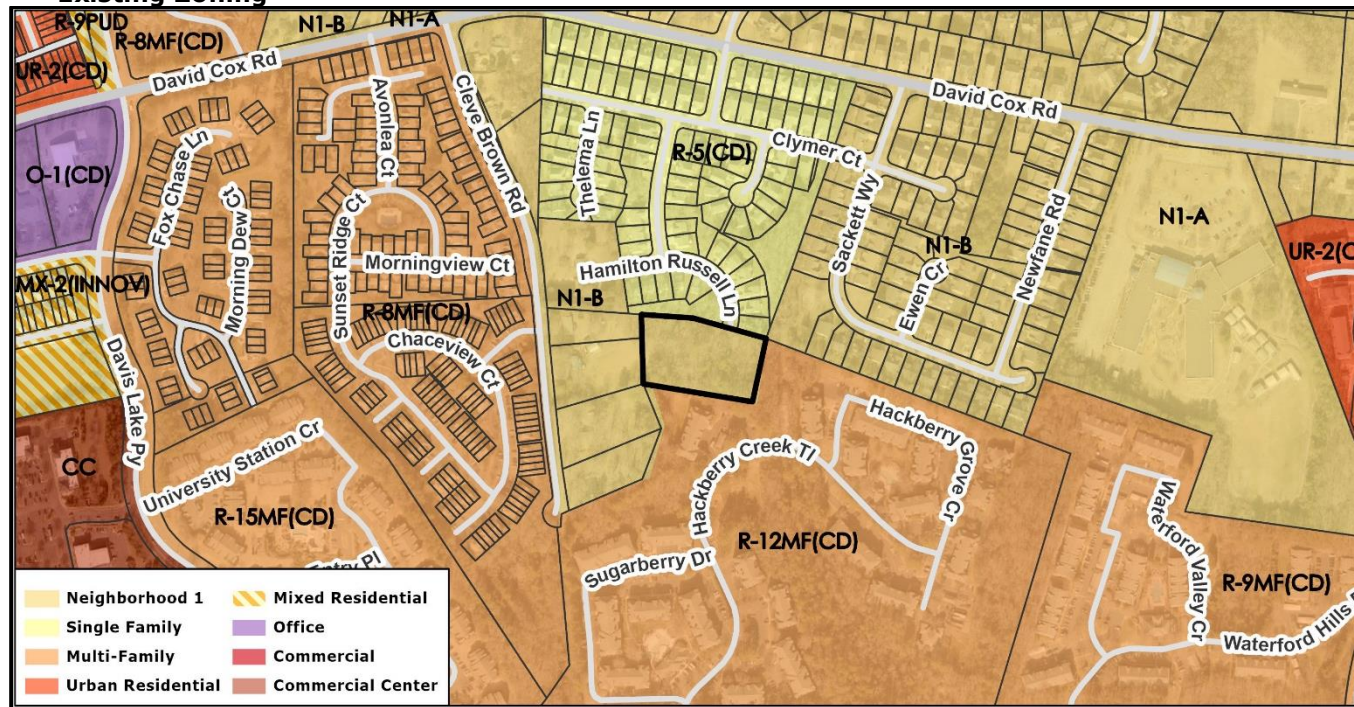 Existing Zoning
R-9PUD
R-8MF(CD)
N1-B
N1-A
UR-2(CD)
David Cox Rd
Avonlea Ct
Cleve Brown Rd
David Cox Rd
Fox Chase Ln
Thelema Ln
R-5(CD)
Clymer Ct
O-1(CD)
Morning Dew Ct
Sackett Wy
N1-B
Newfane Rd
N1-A
UR-2(C
Sunset Ridge Ct
Morningview Ct
Hamilton Russell Ln
Ewen Cr
MX-2(INNOV)
R-8MF(CD)
N1-B
Chaceview Ct
Davis Lake Py
CC
University Station Cr
R-15MF(CD)
Hackberry Creek Tl
Hackberry Grove Cr
R-12MF(CD)
Sugarberry Dr
Waterford Valley Cr
R-9MF(CD)
Waterford Hills
Entry Pl
Neighborhood 1
Mixed Residential
Single Family
Office
Multi-Family
Commercial
Urban Residential
Commercial Center